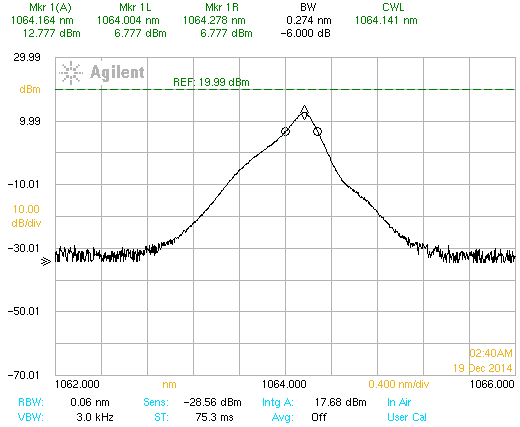 Mkr 1(A) Mkr 1L Mkr 1R BW CWL
1064.164 nm 1064.004 nm 1064.278 nm 0.274 nm 1064.141 nm
12.777 dBm 6.777 dBm 6.777 dBm -6.000 dB
29.99
Agilent
REF: 19.99 dBm
dBm
9.99
-10.01
10.00
dB/div
-30.01
-50.01
02:40AM
19 Dec 2014
-70.01
1062.000 nm 1064.000 0.400 nm/div 1066.000
RBW: 0.06 nm Sens: -28.56 dBm Intg A: 17.68 dBm In Air
VBW: 3.0 kHz ST: 75.3 ms Avg: Off User Cal